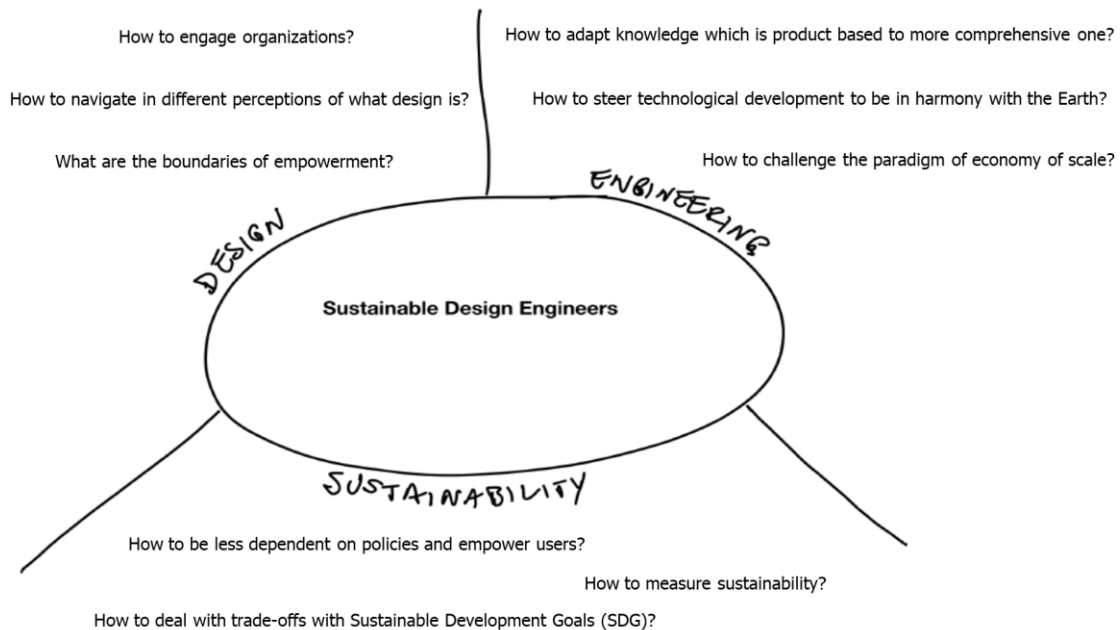 How to engage organizations?
How to navigate in different perceptions of what design is?
What are the boundaries of empowerment?
How to adapt knowledge which is product based to more comprehensive one?
How to steer technological development to be in harmony with the Earth?
How to challenge the paradigm of economy of scale?
DESIGN
ENGINEERING
Sustainable Design Engineers
SUSTAINABILITY
How to be less dependent on policies and empower users?
How to measure sustainability?
How to deal with trade-offs with Sustainable Development Goals (SDG)?